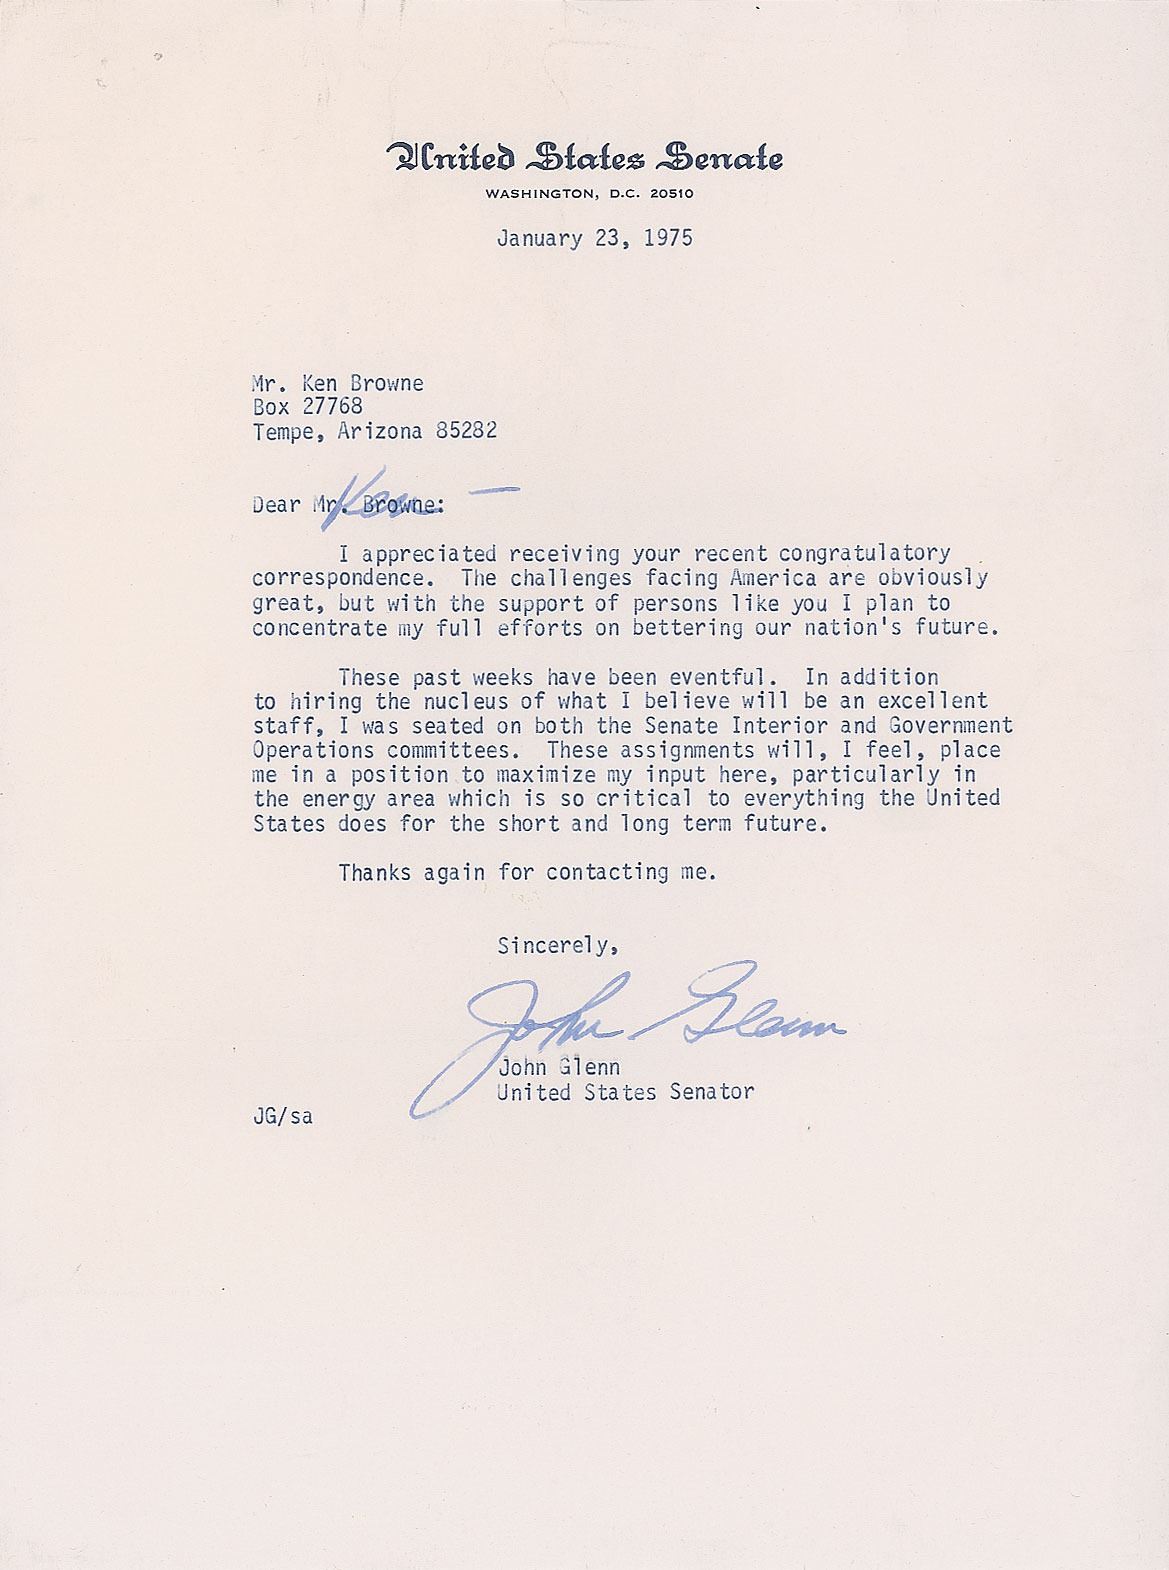 United States Senate
WASHINGTON, D.C. 20510
January 23, 1975
Mr. Ken Browne
Box 27768
Tempe, Arizona 85282
Dear Mr. Browne:
Ken —
I appreciated receiving your recent congratulatory
correspondence. The challenges facing America are obviously
great, but with the support of persons like you I plan to
concentrate my full efforts on bettering our nation's future.
These past weeks have been eventful. In addition
to hiring the nucleus of what I believe will be an excellent
staff, I was seated on both the Senate Interior and Government
Operations committees. These assignments will, I feel, place
me in a position to maximize my input here, particularly in
the energy area which is so critical to everything the United
States does for the short and long term future.
Thanks again for contacting me.
Sincerely,
John Glenn
John Glenn
United States Senator
JG/sa